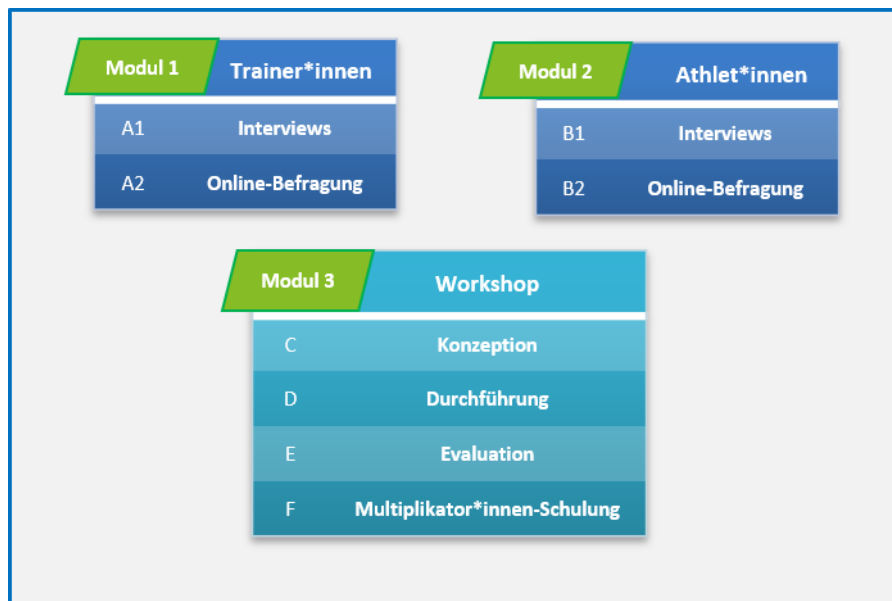 Modul 1 Trainer*innen
A1 Interviews
A2 Online-Befragung
Modul 2 Athlet*innen
B1 Interviews
B2 Online-Befragung
Modul 3 Workshop
C Konzeption
D Durchführung
E Evaluation
F Multiplikator*innen-Schulung